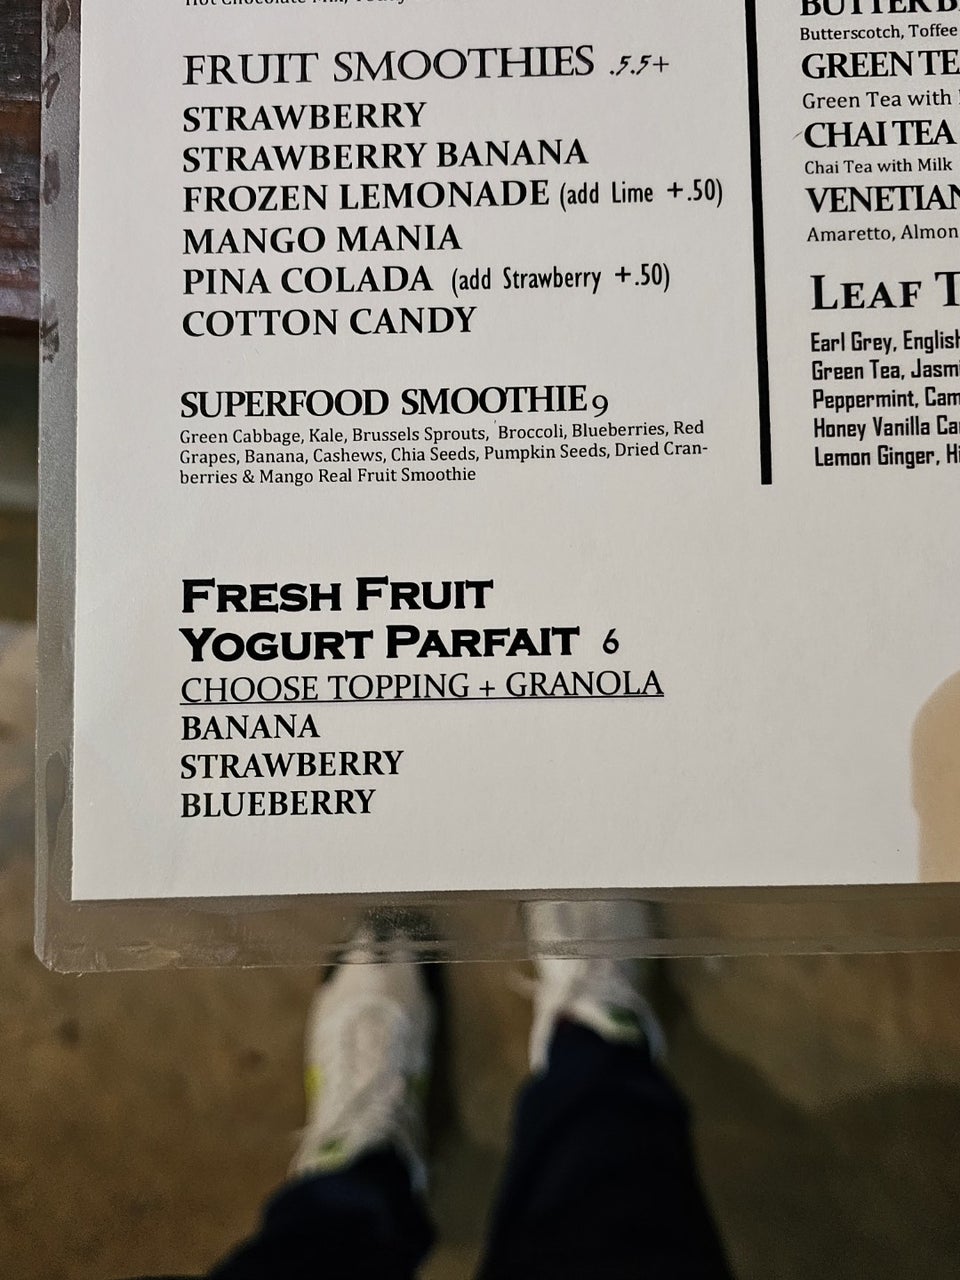 FRUIT SMOOTHIES .5.5+
STRAWBERRY
STRAWBERRY BANANA
FROZEN LEMONADE (add Lime +.50)
MANGO MANIA
PINA COLADA (add Strawberry +.50)
COTTON CANDY
SUPERFOOD SMOOTHIE 9
Green Cabbage, Kale, Brussels Sprouts, Broccoli, Blueberries, Red
Grapes, Banana, Cashews, Chia Seeds, Pumpkin Seeds, Dried Cran-
berries & Mango Real Fruit Smoothie
FRESH FRUIT
YOGURT PARFAIT 6
CHOOSE TOPPING + GRANOLA
BANANA
STRAWBERRY
BLUEBERRY
Butterscotch, Toffee
GREEN TE
Green Tea with
CHAI TEA
Chai Tea with Milk
VENETIAN
Amaretto, Almon
LEAF T
Earl Grey, English
Green Tea, Jasmi
Peppermint, Cam
Honey Vanilla Ca
Lemon Ginger, Hi